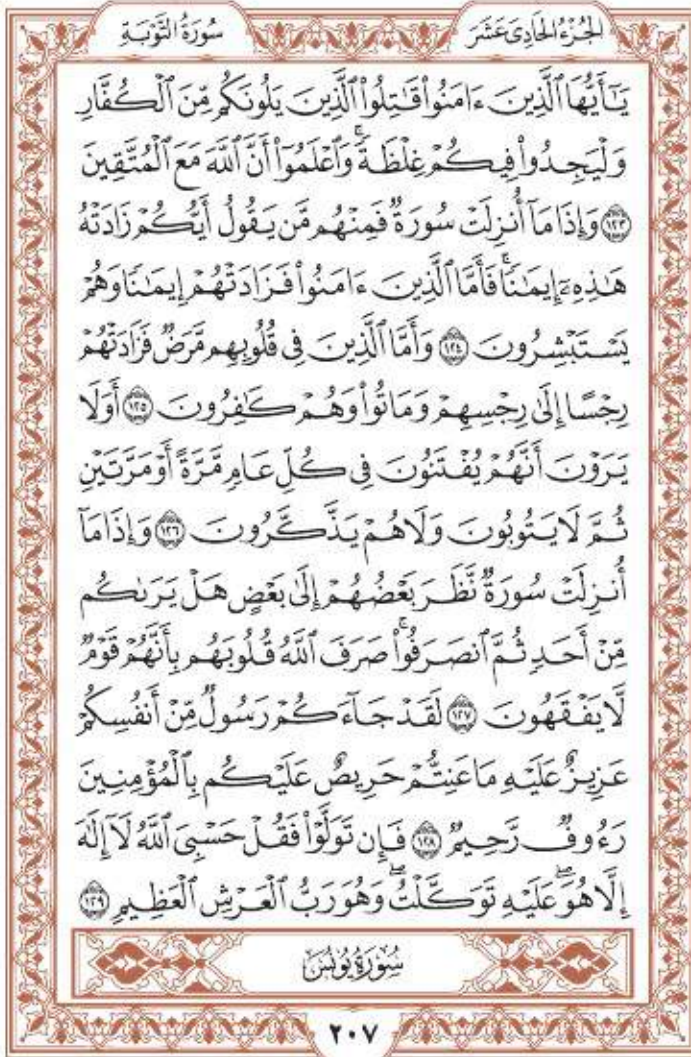 الجُزْءُ الحَادِى عَشَرَ
سُورَةُ التَّوْبَةِ
يَٰٓأَيُّهَا ٱلَّذِينَ ءَامَنُوا۟ قَٰتِلُوا۟ ٱلَّذِينَ يَلُونَكُم مِّنَ ٱلْكُفَّارِ
وَلْيَجِدُوا۟ فِيكُمْ غِلْظَةً ۚ وَٱعْلَمُوٓا۟ أَنَّ ٱللَّهَ مَعَ ٱلْمُتَّقِينَ
١٢٣ وَإِذَا مَآ أُنزِلَتْ سُورَةٌ فَمِنْهُم مَّن يَقُولُ أَيُّكُمْ زَادَتْهُ
هَٰذِهِۦٓ إِيمَٰنًا ۚ فَأَمَّا ٱلَّذِينَ ءَامَنُوا۟ فَزَادَتْهُمْ إِيمَٰنًا وَهُمْ
يَسْتَبْشِرُونَ ١٢٤ وَأَمَّا ٱلَّذِينَ فِى قُلُوبِهِم مَّرَضٌ فَزَادَتْهُمْ
رِجْسًا إِلَىٰ رِجْسِهِمْ وَمَاتُوا۟ وَهُمْ كَٰفِرُونَ ١٢٥ أَوَلَا
يَرَوْنَ أَنَّهُمْ يُفْتَنُونَ فِى كُلِّ عَامٍ مَّرَّةً أَوْ مَرَّتَيْنِ
ثُمَّ لَا يَتُوبُونَ وَلَا هُمْ يَذَّكَّرُونَ ١٢٦ وَإِذَا مَآ
أُنزِلَتْ سُورَةٌ نَّظَرَ بَعْضُهُمْ إِلَىٰ بَعْضٍ هَلْ يَرَىٰكُم
مِّنْ أَحَدٍ ثُمَّ ٱنصَرَفُوا۟ ۚ صَرَفَ ٱللَّهُ قُلُوبَهُم بِأَنَّهُمْ قَوْمٌ
لَّا يَفْقَهُونَ ١٢٧ لَقَدْ جَآءَكُمْ رَسُولٌ مِّنْ أَنفُسِكُمْ
عَزِيزٌ عَلَيْهِ مَا عَنِتُّمْ حَرِيصٌ عَلَيْكُم بِٱلْمُؤْمِنِينَ
رَءُوفٌ رَّحِيمٌ ١٢٨ فَإِن تَوَلَّوْا۟ فَقُلْ حَسْبِىَ ٱللَّهُ لَآ إِلَٰهَ
إِلَّا هُوَ ۖ عَلَيْهِ تَوَكَّلْتُ ۖ وَهُوَ رَبُّ ٱلْعَرْشِ ٱلْعَظِيمِ ١٢٩
سُورَةُ يُونُسَ
٢٠٧